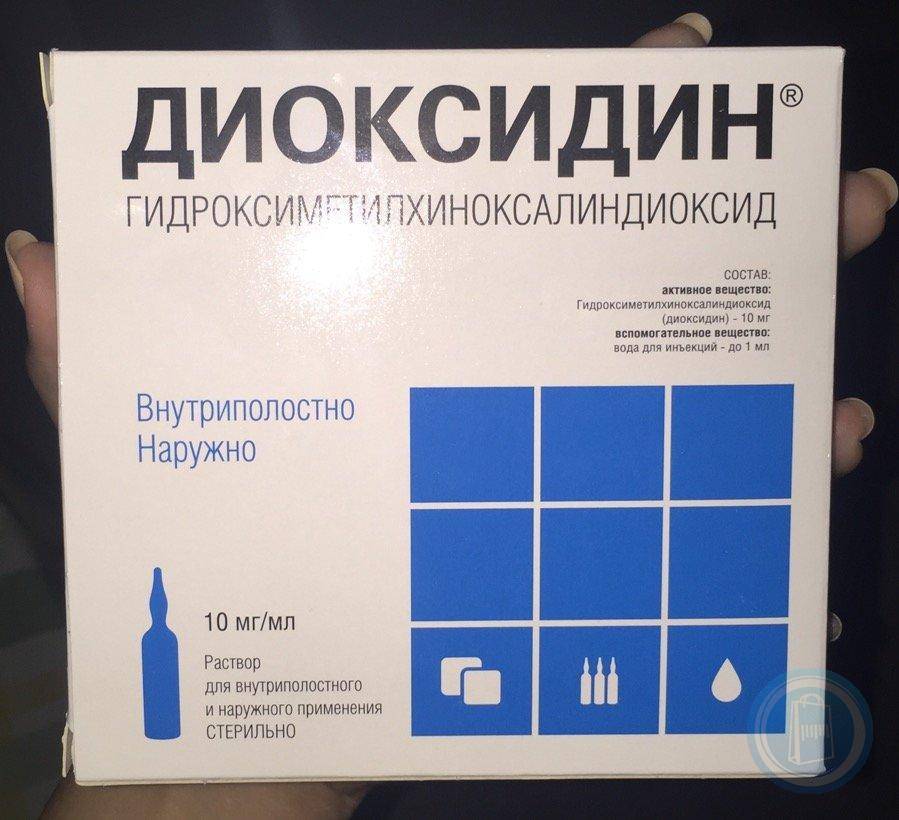 ДИОКСИДИН®
ГИДРОКСИМЕТИЛХИНОКСАЛИНДИОКСИД
СОСТАВ:
активное вещество:
Гидроксиметилхиноксалиндиоксид
(диоксидин) - 10 мг
вспомогательное вещество:
вода для инъекций - до 1 мл
Внутриполостно
Наружно
10 мг/мл
Раствор
для внутриполостного
и наружного применения
СТЕРИЛЬНО